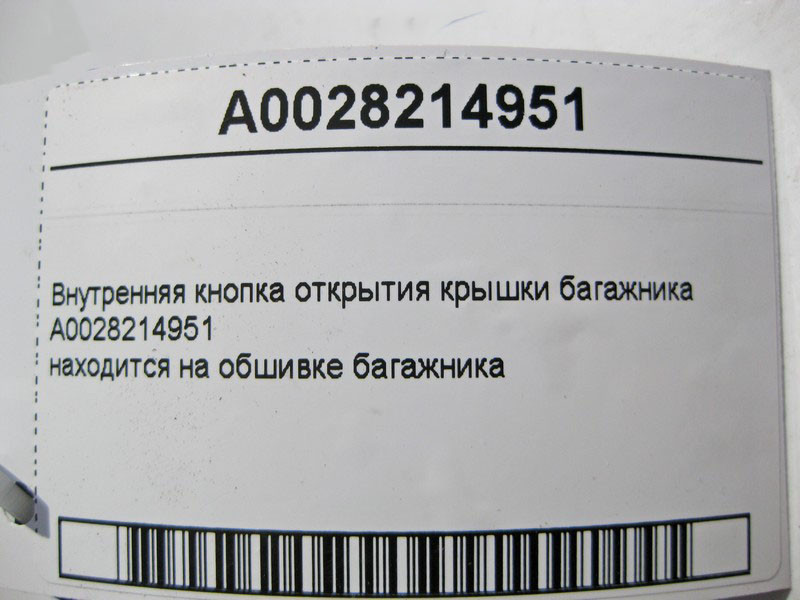 A0028214951
Внутренняя кнопка открытия крышки багажника
A0028214951
находится на обшивке багажника